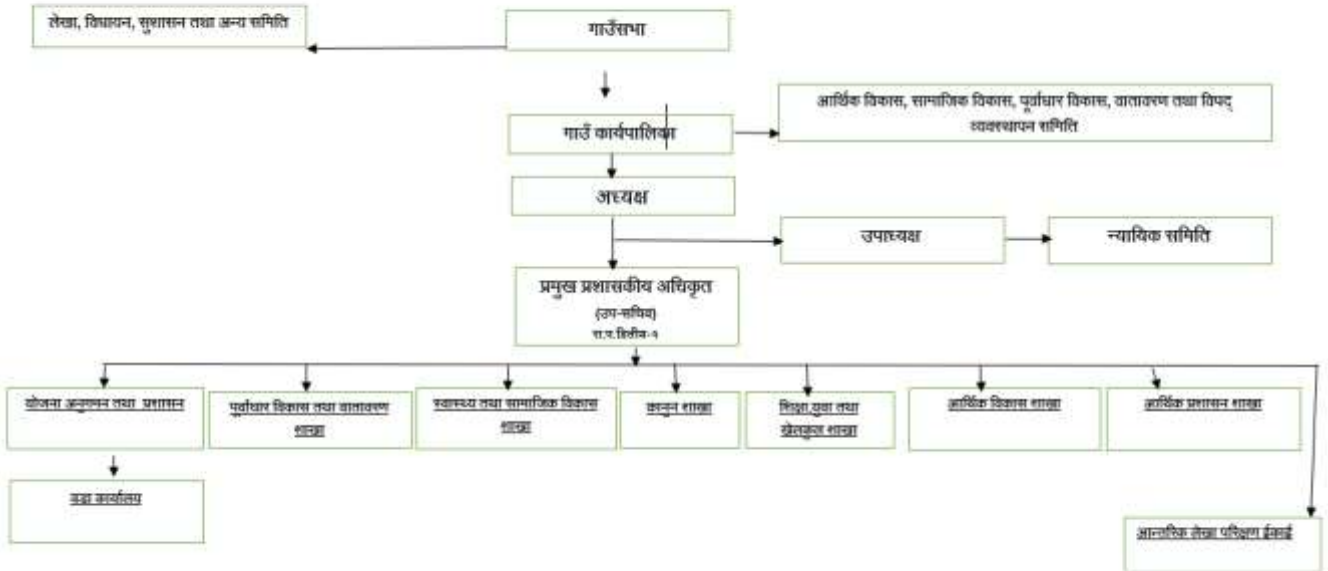 लेखा, विधायन, सुशासन तथा अन्य समिति
गाउँसभा
आर्थिक विकास, सामाजिक विकास, पूर्वाधार विकास, वातावरण तथा विपद्
व्यवस्थापन समिति
गाउँ कार्यपालिका
अध्यक्ष
उपाध्यक्ष
न्यायिक समिति
प्रमुख प्रशासकीय अधिकृत
(उप-सचिव)
रा.प.द्वितीय-१
योजना अनुगमन तथा प्रशासन
पूर्वाधार विकास तथा वातावरण
शाखा
स्वास्थ्य तथा सामाजिक विकास
शाखा
कानुन शाखा
शिक्षा,युवा तथा
खेलकुल शाखा
आर्थिक विकास शाखा
आर्थिक प्रशासन शाखा
वडा कार्यालय
आन्तरिक लेखा परिक्षण ईकाई